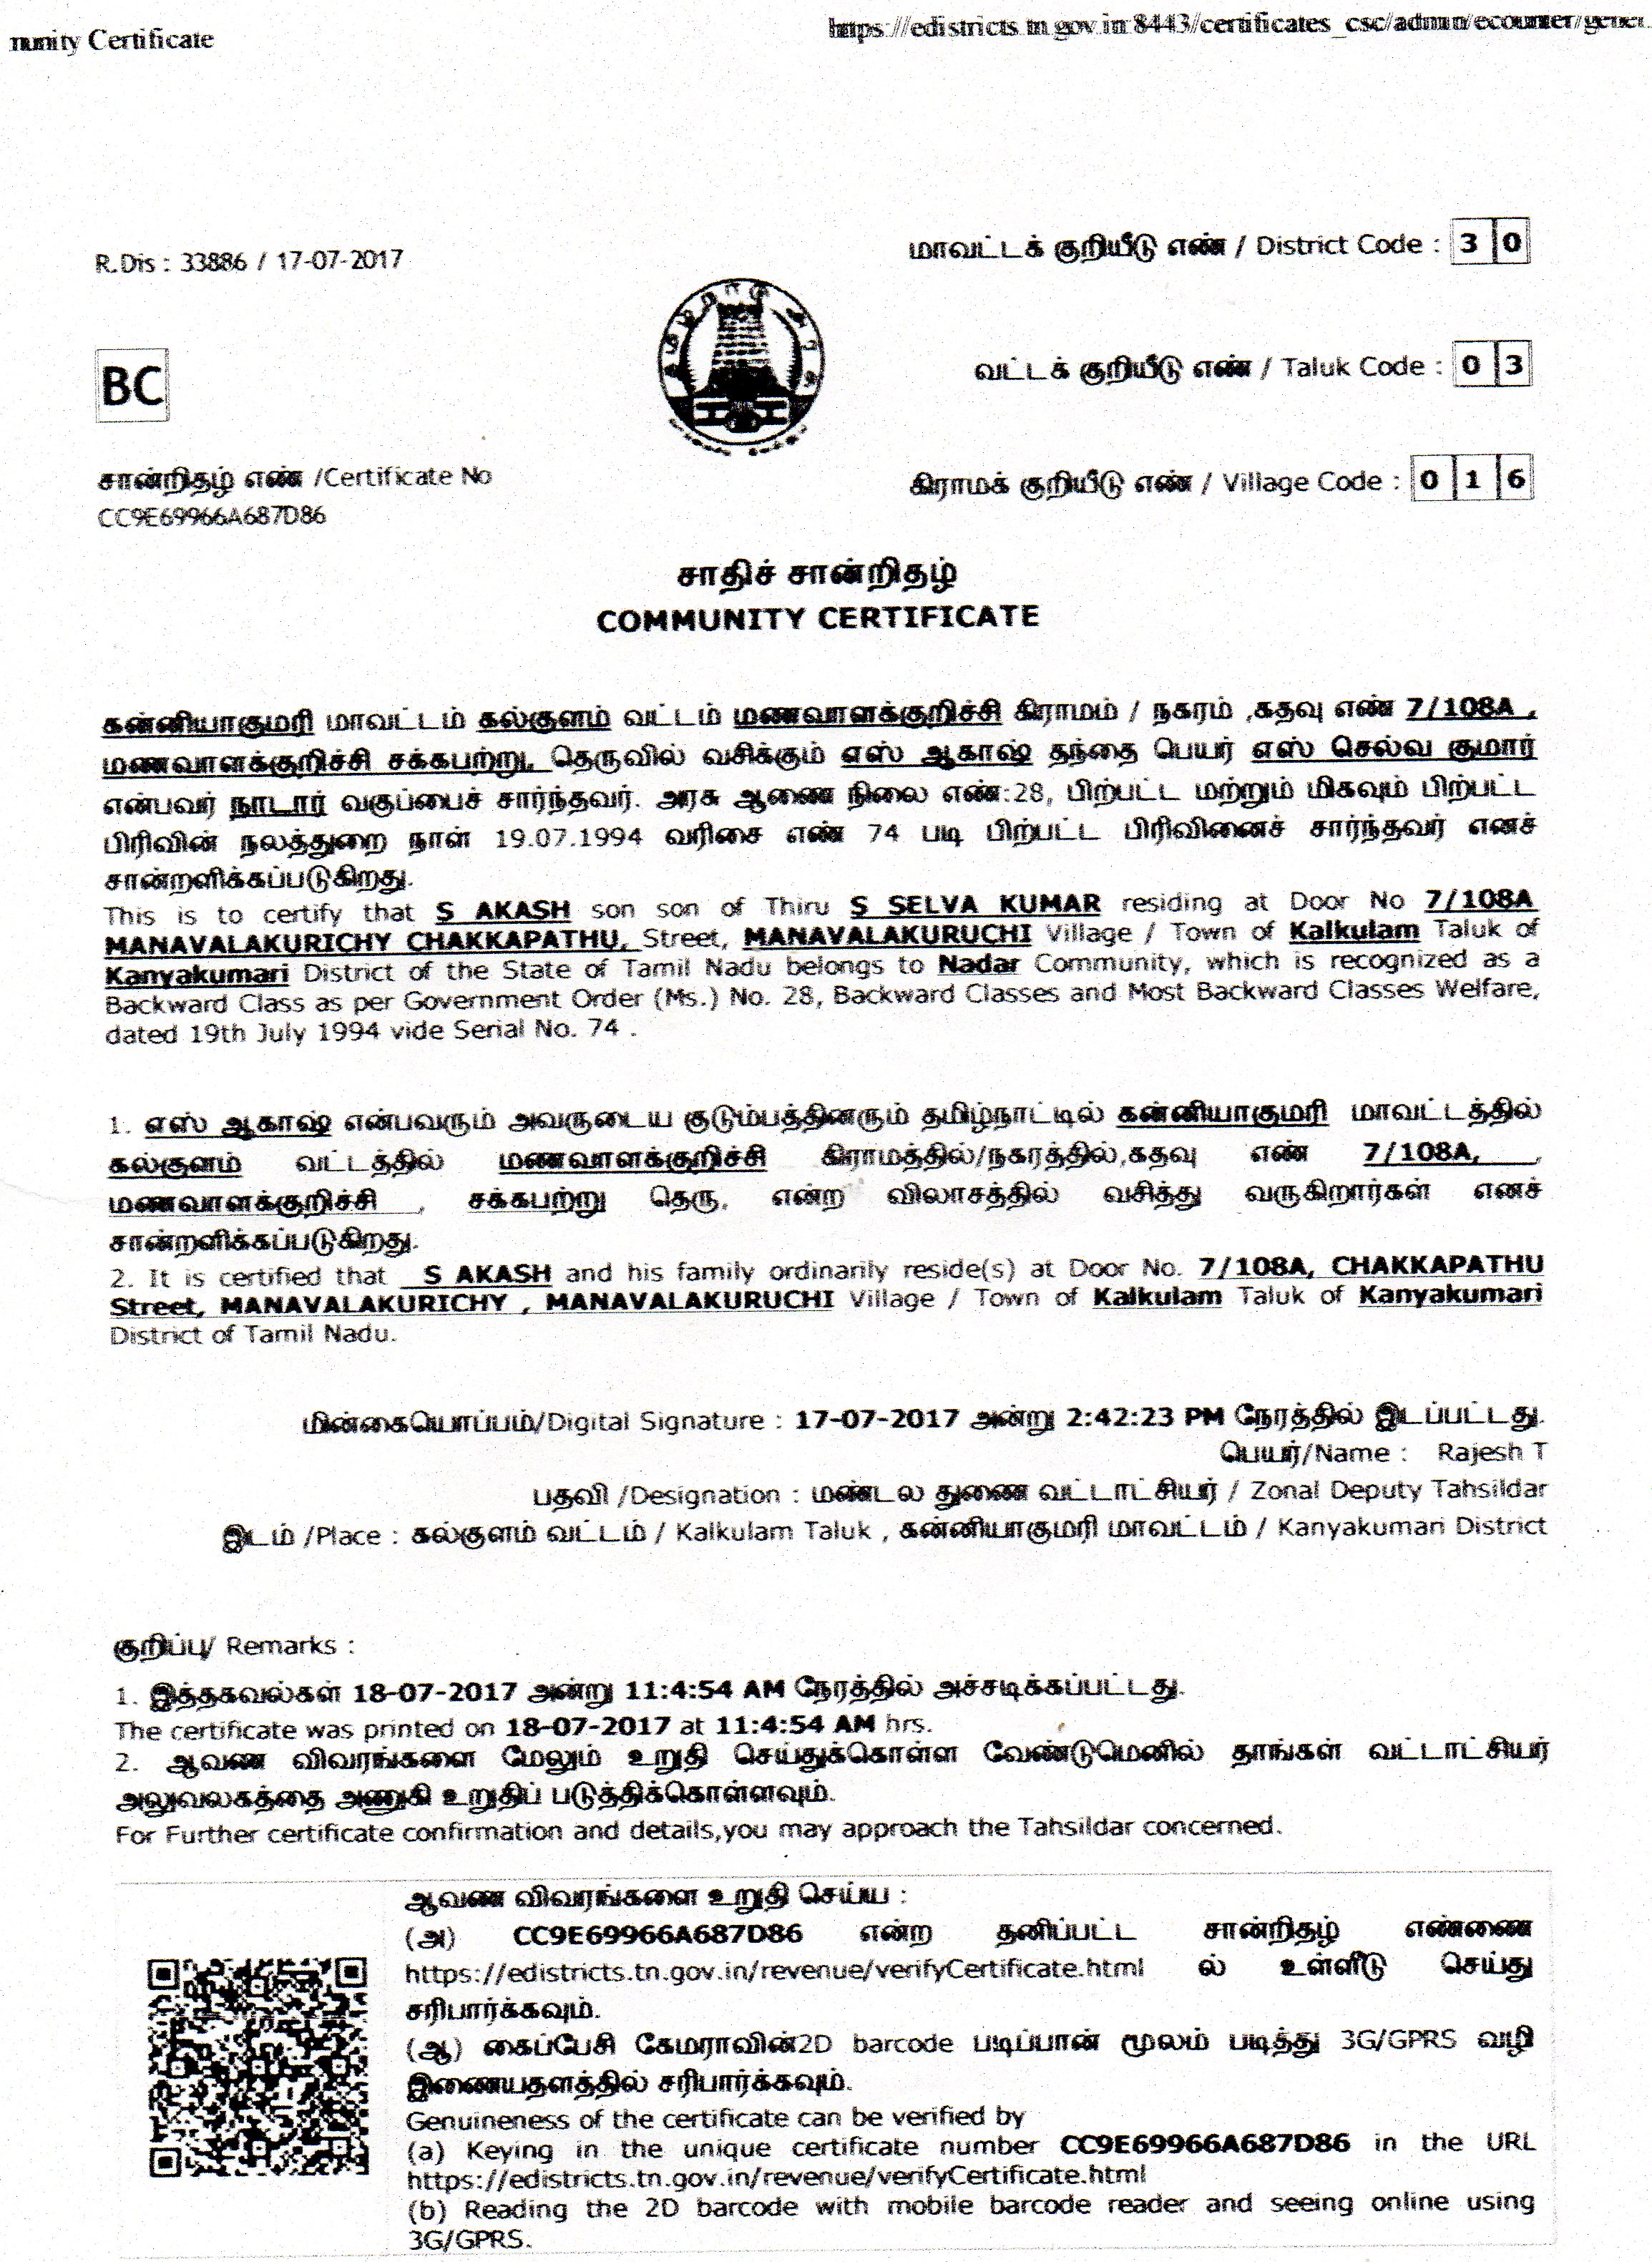 nunity Certificate
https://edistricts.tn.gov.in:8443/certificates_csc/admin/ecounter/gener
R.Dis : 33886 / 17-07-2017
மாவட்டக் குறியீடு எண் / District Code : 3 0
BC
வட்டக் குறியீடு எண் / Taluk Code : 0 3
சான்றிதழ் எண் /Certificate No
CC9E69966A687D86
கிராமக் குறியீடு எண் / Village Code : 0 1 6
சாதிச் சான்றிதழ்
COMMUNITY CERTIFICATE
கன்னியாகுமரி மாவட்டம் கல்குளம் வட்டம் மணவாளக்குறிச்சி கிராமம் / நகரம் ,கதவு எண் 7/108A ,
மணவாளக்குறிச்சி சக்கபற்று, தெருவில் வசிக்கும் எஸ் ஆகாஷ் தந்தை பெயர் எஸ் செல்வ குமார்
என்பவர் நாடார் வகுப்பைச் சார்ந்தவர். அரசு ஆணை நிலை எண்:28, பிற்பட்ட மற்றும் மிகவும் பிற்பட்ட
பிரிவின் நலத்துறை நாள் 19.07.1994 வரிசை எண் 74 படி பிற்பட்ட பிரிவினைச் சார்ந்தவர் எனச்
சான்றளிக்கப்படுகிறது.
This is to certify that S AKASH son son of Thiru S SELVA KUMAR residing at Door No 7/108A
MANAVALAKURICHY CHAKKAPATHU, Street, MANAVALAKURUCHI Village / Town of Kalkulam Taluk of
Kanyakumari District of the State of Tamil Nadu belongs to Nadar Community, which is recognized as a
Backward Class as per Government Order (Ms.) No. 28, Backward Classes and Most Backward Classes Welfare,
dated 19th July 1994 vide Serial No. 74 .
1. எஸ் ஆகாஷ் என்பவரும் அவருடைய குடும்பத்தினரும் தமிழ்நாட்டில் கன்னியாகுமரி மாவட்டத்தில்
கல்குளம் வட்டத்தில் மணவாளக்குறிச்சி கிராமத்தில்/நகரத்தில்,கதவு எண் 7/108A, ,
மணவாளக்குறிச்சி , சக்கபற்று தெரு, என்ற விலாசத்தில் வசித்து வருகிறார்கள் எனச்
சான்றளிக்கப்படுகிறது.
2. It is certified that S AKASH and his family ordinarily reside(s) at Door No. 7/108A, CHAKKAPATHU
Street, MANAVALAKURICHY , MANAVALAKURUCHI Village / Town of Kalkulam Taluk of Kanyakumari
District of Tamil Nadu.
மின்கையொப்பம்/Digital Signature : 17-07-2017 அன்று 2:42:23 PM நேரத்தில் இடப்பட்டது.
பெயர்/Name : Rajesh T
பதவி /Designation : மண்டல துணை வட்டாட்சியர் / Zonal Deputy Tahsildar
இடம் /Place : கல்குளம் வட்டம் / Kalkulam Taluk , கன்னியாகுமரி மாவட்டம் / Kanyakumari District
குறிப்பு/ Remarks :
1. இத்தகவல்கள் 18-07-2017 அன்று 11:4:54 AM நேரத்தில் அச்சடிக்கப்பட்டது.
The certificate was printed on 18-07-2017 at 11:4:54 AM hrs.
2. ஆவண விவரங்களை மேலும் உறுதி செய்துக்கொள்ள வேண்டுமெனில் தாங்கள் வட்டாட்சியர்
அலுவலகத்தை அணுகி உறுதிப் படுத்திக்கொள்ளவும்.
For Further certificate confirmation and details,you may approach the Tahsildar concerned.
ஆவண விவரங்களை உறுதி செய்ய :
(அ) CC9E69966A687D86 என்ற தனிப்பட்ட சான்றிதழ் எண்ணை
https://edistricts.tn.gov.in/revenue/verifyCertificate.html ல் உள்ளீடு செய்து
சரிபார்க்கவும்.
(ஆ) கைப்பேசி கேமராவின்2D barcode படிப்பான் மூலம் படித்து 3G/GPRS வழி
இணையதளத்தில் சரிபார்க்கவும்.
Genuineness of the certificate can be verified by
(a) Keying in the unique certificate number CC9E69966A687D86 in the URL
https://edistricts.tn.gov.in/revenue/verifyCertificate.html
(b) Reading the 2D barcode with mobile barcode reader and seeing online using
3G/GPRS.